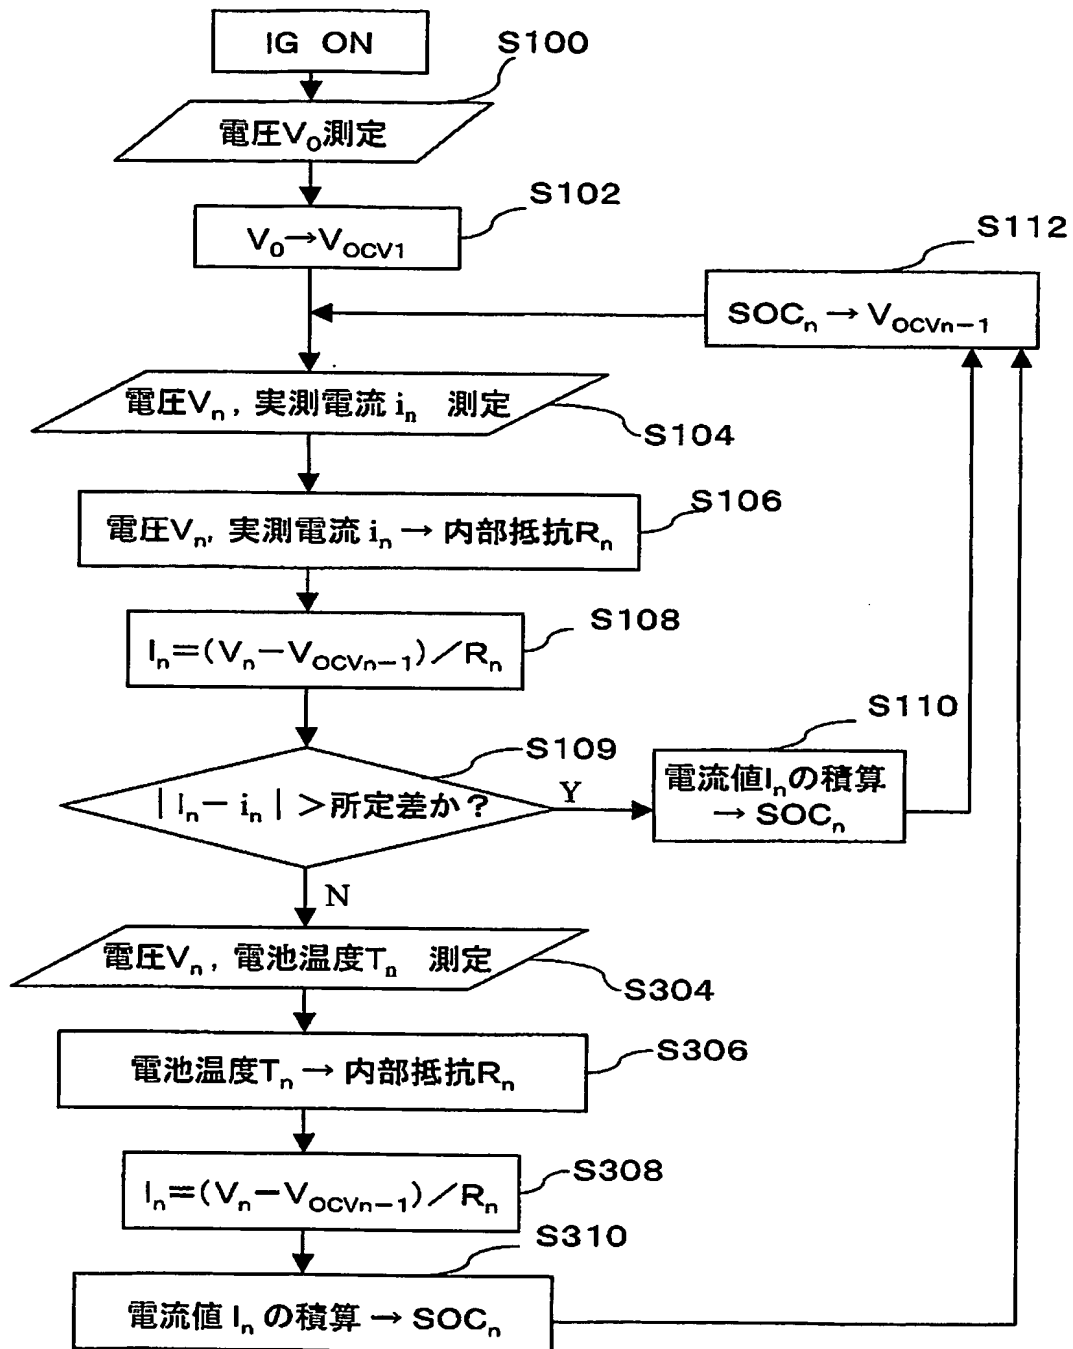 IG ON
S100
電圧V₀測定
S102
V₀→V_OCV1
S112
SOCₙ→V_OCVn−1
電圧Vₙ, 実測電流 iₙ 測定
S104
S106
電圧Vₙ, 実測電流 iₙ → 内部抵抗Rₙ
S108
Iₙ=(Vₙ−V_OCVn−1)/Rₙ
S110
S109
|Iₙ−iₙ|>所定差か?
Y
電流値Iₙの積算
→SOCₙ
N
電圧Vₙ, 電池温度Tₙ 測定
S304
S306
電池温度Tₙ → 内部抵抗Rₙ
S308
Iₙ=(Vₙ−V_OCVn−1)/Rₙ
S310
電流値 Iₙ の積算 → SOCₙ